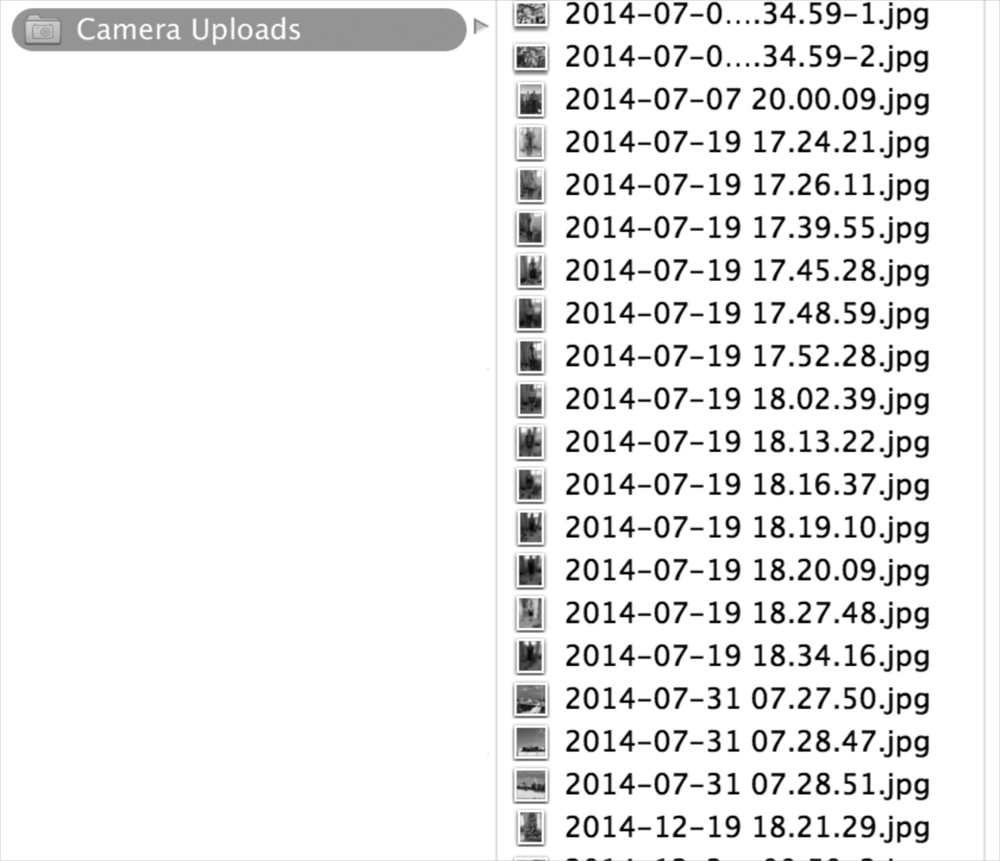 Camera Uploads
2014-07-0....34.59-1.jpg
2014-07-0....34.59-2.jpg
2014-07-07 20.00.09.jpg
2014-07-19 17.24.21.jpg
2014-07-19 17.26.11.jpg
2014-07-19 17.39.55.jpg
2014-07-19 17.45.28.jpg
2014-07-19 17.48.59.jpg
2014-07-19 17.52.28.jpg
2014-07-19 18.02.39.jpg
2014-07-19 18.13.22.jpg
2014-07-19 18.16.37.jpg
2014-07-19 18.19.10.jpg
2014-07-19 18.20.09.jpg
2014-07-19 18.27.48.jpg
2014-07-19 18.34.16.jpg
2014-07-31 07.27.50.jpg
2014-07-31 07.28.47.jpg
2014-07-31 07.28.51.jpg
2014-12-19 18.21.29.jpg